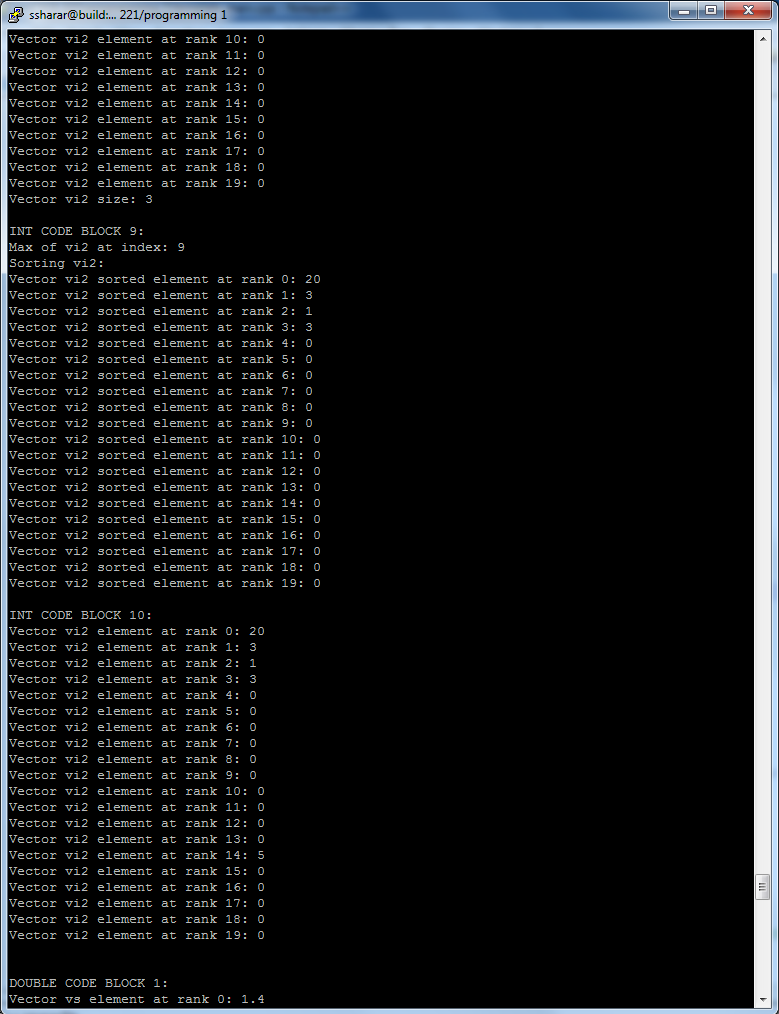 ssharar@build:... 221/programming 1
Vector vi2 element at rank 10: 0
Vector vi2 element at rank 11: 0
Vector vi2 element at rank 12: 0
Vector vi2 element at rank 13: 0
Vector vi2 element at rank 14: 0
Vector vi2 element at rank 15: 0
Vector vi2 element at rank 16: 0
Vector vi2 element at rank 17: 0
Vector vi2 element at rank 18: 0
Vector vi2 element at rank 19: 0
Vector vi2 size: 3
INT CODE BLOCK 9:
Max of vi2 at index: 9
Sorting vi2:
Vector vi2 sorted element at rank 0: 20
Vector vi2 sorted element at rank 1: 3
Vector vi2 sorted element at rank 2: 1
Vector vi2 sorted element at rank 3: 3
Vector vi2 sorted element at rank 4: 0
Vector vi2 sorted element at rank 5: 0
Vector vi2 sorted element at rank 6: 0
Vector vi2 sorted element at rank 7: 0
Vector vi2 sorted element at rank 8: 0
Vector vi2 sorted element at rank 9: 0
Vector vi2 sorted element at rank 10: 0
Vector vi2 sorted element at rank 11: 0
Vector vi2 sorted element at rank 12: 0
Vector vi2 sorted element at rank 13: 0
Vector vi2 sorted element at rank 14: 0
Vector vi2 sorted element at rank 15: 0
Vector vi2 sorted element at rank 16: 0
Vector vi2 sorted element at rank 17: 0
Vector vi2 sorted element at rank 18: 0
Vector vi2 sorted element at rank 19: 0
INT CODE BLOCK 10:
Vector vi2 element at rank 0: 20
Vector vi2 element at rank 1: 3
Vector vi2 element at rank 2: 1
Vector vi2 element at rank 3: 3
Vector vi2 element at rank 4: 0
Vector vi2 element at rank 5: 0
Vector vi2 element at rank 6: 0
Vector vi2 element at rank 7: 0
Vector vi2 element at rank 8: 0
Vector vi2 element at rank 9: 0
Vector vi2 element at rank 10: 0
Vector vi2 element at rank 11: 0
Vector vi2 element at rank 12: 0
Vector vi2 element at rank 13: 0
Vector vi2 element at rank 14: 5
Vector vi2 element at rank 15: 0
Vector vi2 element at rank 16: 0
Vector vi2 element at rank 17: 0
Vector vi2 element at rank 18: 0
Vector vi2 element at rank 19: 0
DOUBLE CODE BLOCK 1:
Vector vs element at rank 0: 1.4